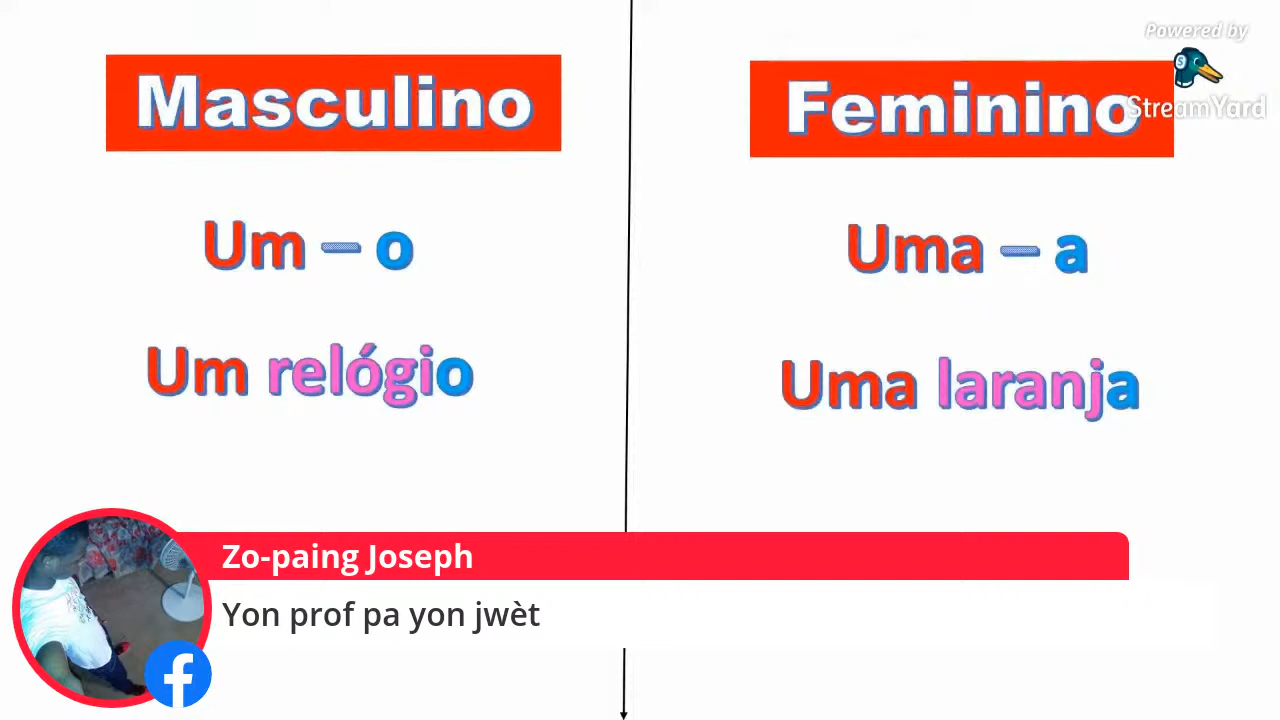 Masculino
Um – o
Um relógio
Feminino
Uma – a
Uma laranja
Powered by
StreamYard
Zo-paing Joseph
Yon prof pa yon jwèt